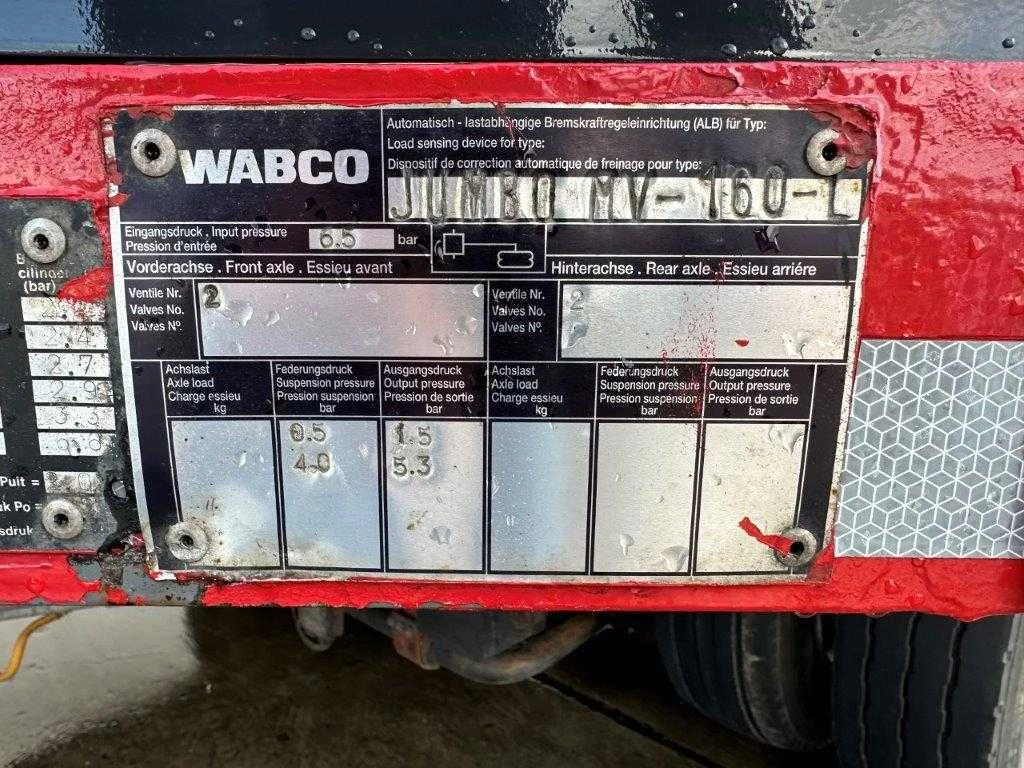 WABCO
Automatisch - lastabhängige Bremskraftregeleinrichtung (ALB) für Typ:
Load sensing device for type:
Dispositif de correction automatique de freinage pour type:
JUMBO MV-160-L
Eingangsdruck . Input pressure
Pression d'entrée
6.5 bar
Vorderachse . Front axle . Essieu avant
Hinterachse . Rear axle . Essieu arriére
Ventile Nr.
Valves No.
Valves Nº.
2
Ventile Nr.
Valves No.
Valves Nº.
2
Achslast
Axle load
Charge essieu
kg
Federungsdruck
Suspension pressure
Pression suspension
bar
Ausgangsdruck
Output pressure
Pression de sortie
bar
Achslast
Axle load
Charge essieu
kg
Federungsdruck
Suspension pressure
Pression suspension
bar
Ausgangsdruck
Output pressure
Pression de sortie
bar
0.5 1.5
4.0 5.3
cilinder
(bar)
2.4
2.7
2.9
Puit =
uk Po =
sdruk